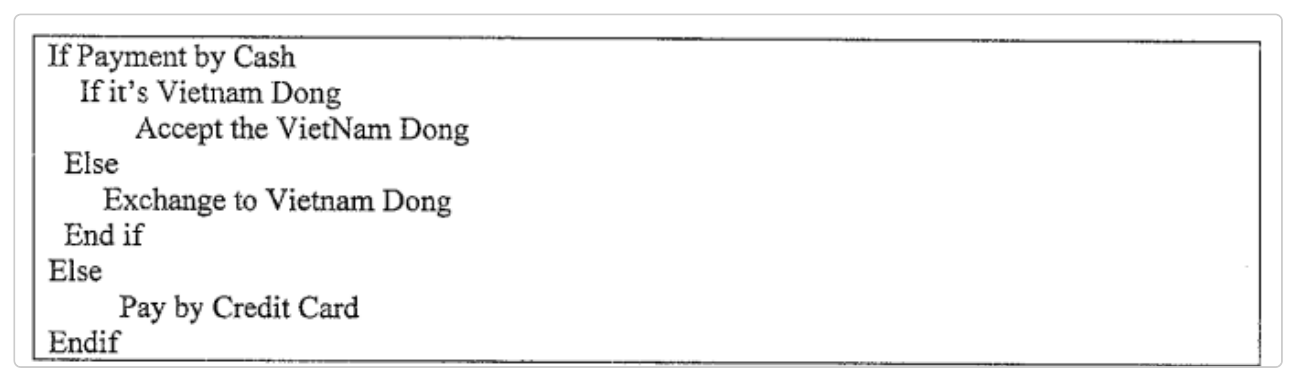 If Payment by Cash
If it's Vietnam Dong
Accept the VietNam Dong
Else
Exchange to Vietnam Dong
End if
Else
Pay by Credit Card
Endif